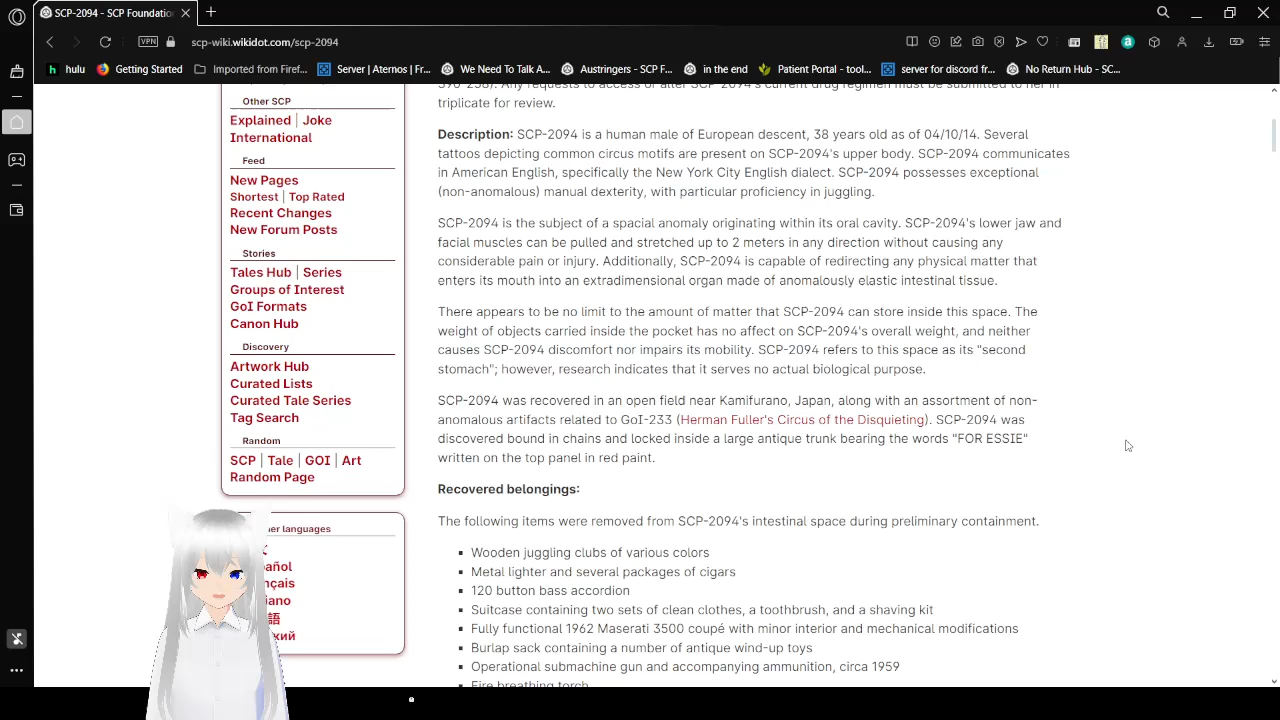 SCP-2094 - SCP Foundatio
scp-wiki.wikidot.com/scp-2094
VPN
hulu
Getting Started
Imported from Firef...
Server | Aternos | Fr...
We Need To Talk A...
Austringers - SCP F...
in the end
Patient Portal - tool...
server for discord fr...
No Return Hub - SC...
Other SCP
Explained | Joke
International
Feed
New Pages
Shortest | Top Rated
Recent Changes
New Forum Posts
Stories
Tales Hub | Series
Groups of Interest
GoI Formats
Canon Hub
Discovery
Artwork Hub
Curated Lists
Curated Tale Series
Tag Search
Random
SCP | Tale | GOI | Art
Random Page
languages
triplicate for review.
Description: SCP-2094 is a human male of European descent, 38 years old as of 04/10/14. Several
tattoos depicting common circus motifs are present on SCP-2094's upper body. SCP-2094 communicates
in American English, specifically the New York City English dialect. SCP-2094 possesses exceptional
(non-anomalous) manual dexterity, with particular proficiency in juggling.
SCP-2094 is the subject of a spacial anomaly originating within its oral cavity. SCP-2094's lower jaw and
facial muscles can be pulled and stretched up to 2 meters in any direction without causing any
considerable pain or injury. Additionally, SCP-2094 is capable of redirecting any physical matter that
enters its mouth into an extradimensional organ made of anomalously elastic intestinal tissue.
There appears to be no limit to the amount of matter that SCP-2094 can store inside this space. The
weight of objects carried inside the pocket has no affect on SCP-2094's overall weight, and neither
causes SCP-2094 discomfort nor impairs its mobility. SCP-2094 refers to this space as its "second
stomach"; however, research indicates that it serves no actual biological purpose.
SCP-2094 was recovered in an open field near Kamifurano, Japan, along with an assortment of non-
anomalous artifacts related to GoI-233 (Herman Fuller's Circus of the Disquieting). SCP-2094 was
discovered bound in chains and locked inside a large antique trunk bearing the words "FOR ESSIE"
written on the top panel in red paint.
Recovered belongings:
The following items were removed from SCP-2094's intestinal space during preliminary containment.
Wooden juggling clubs of various colors
Metal lighter and several packages of cigars
120 button bass accordion
Suitcase containing two sets of clean clothes, a toothbrush, and a shaving kit
Fully functional 1962 Maserati 3500 coupé with minor interior and mechanical modifications
Burlap sack containing a number of antique wind-up toys
Operational submachine gun and accompanying ammunition, circa 1959
Fire breathing torch